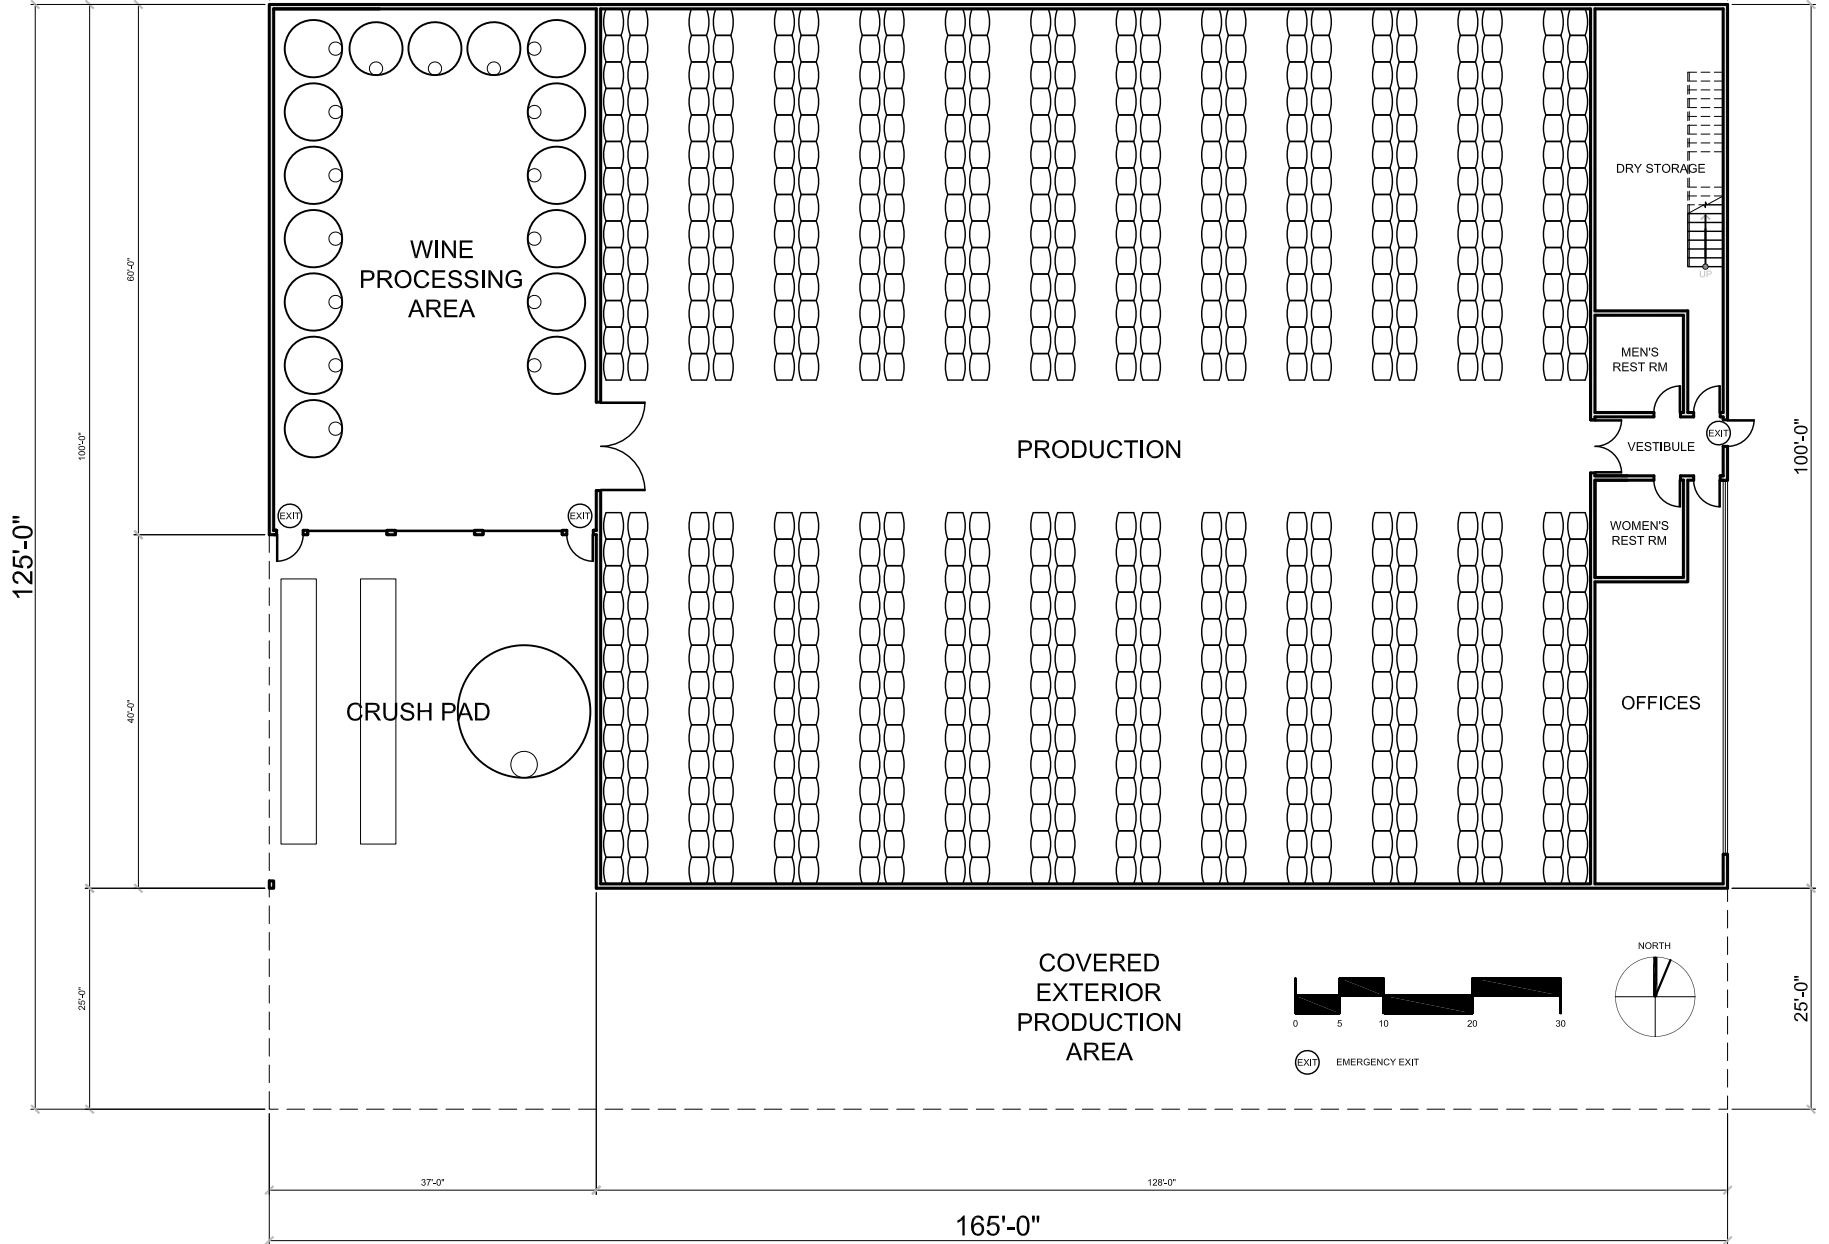 WINE
PROCESSING
AREA
DRY STORAGE
UP
MEN'S
REST RM
PRODUCTION
VESTIBULE
EXIT
EXIT
EXIT
WOMEN'S
REST RM
CRUSH PAD
OFFICES
COVERED
EXTERIOR
PRODUCTION
AREA
NORTH
0 5 10 20 30
EXIT EMERGENCY EXIT
125'-0"
100'-0"
25'-0"
60'-0"
40'-0"
100'-0"
25'-0"
37'-0"
128'-0"
165'-0"